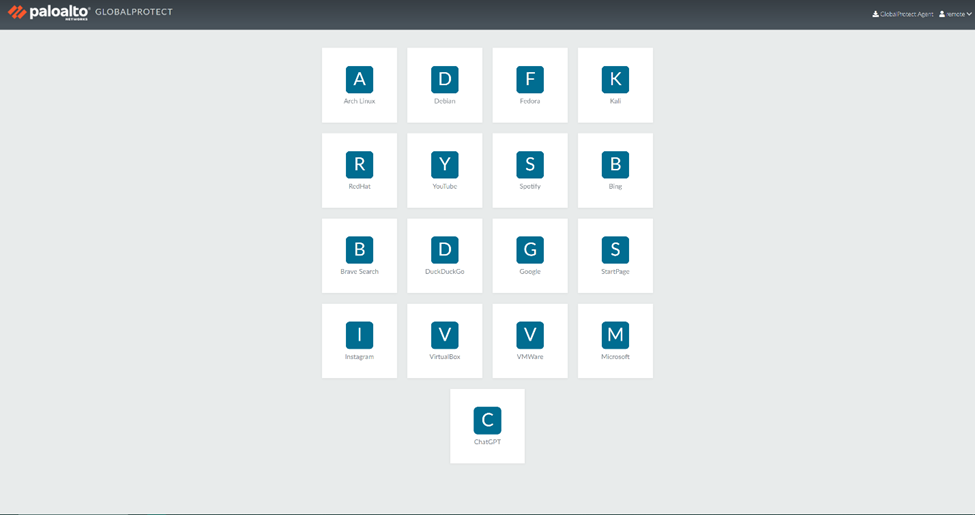 paloalto NETWORKS GLOBALPROTECT GlobalProtect Agent remote
A D F K
Arch Linux Debian Fedora Kali
R Y S B
RedHat YouTube Spotify Bing
B D G S
Brave Search DuckDuckGo Google StartPage
I V V M
Instagram VirtualBox VMWare Microsoft
C
ChatGPT